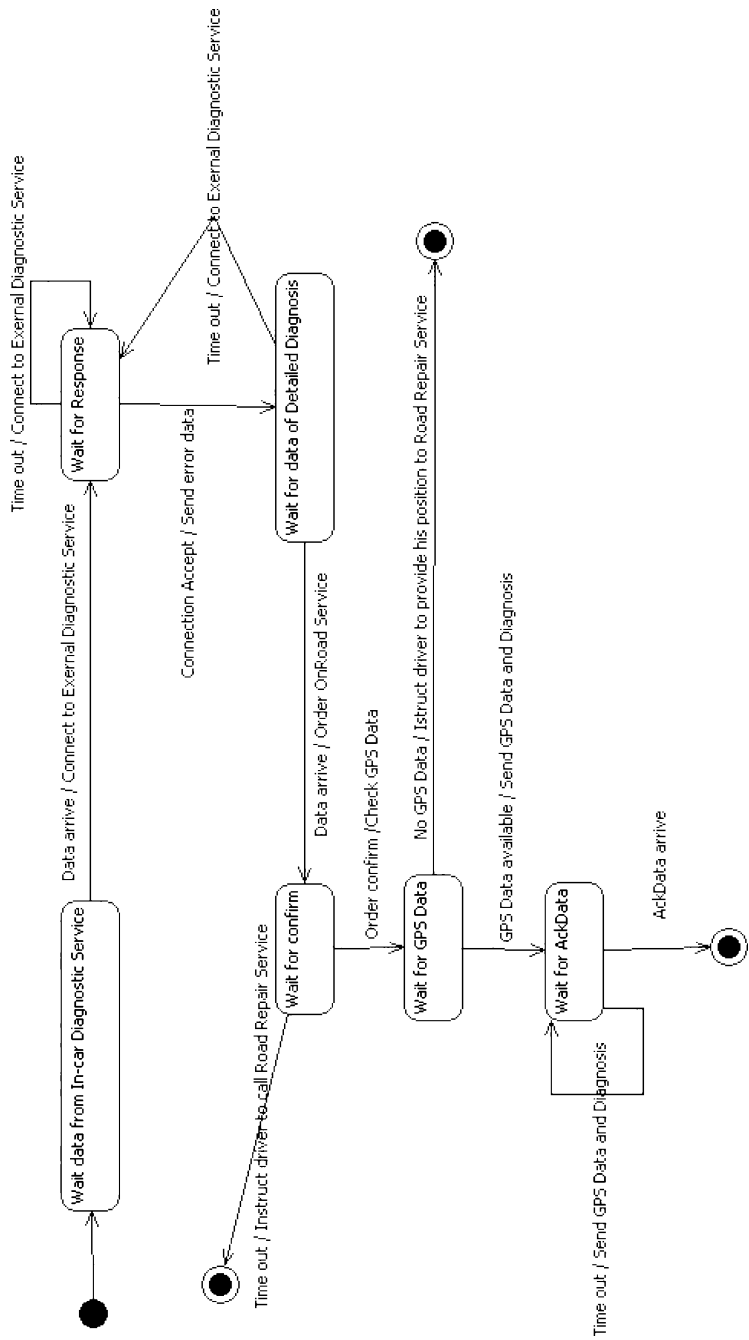 Time out / Connect to Exernal Diagnostic Service
Wait data from In-car Diagnostic Service
Data arrive / Connect to Exernal Diagnostic Service
Wait for Response
Connection Accept / Send error data
Time out / Connect to Exernal Diagnostic Service
Wait for data of Detailed Diagnosis
Data arrive / Order OnRoad Service
Wait for confirm
Time out / Instruct driver to call Road Repair Service
Order confirm /Check GPS Data
Wait for GPS Data
No GPS Data / Istruct driver to provide his position to Road Repair Service
GPS Data available / Send GPS Data and Diagnosis
Wait for AckData
Time out / Send GPS Data and Diagnosis
AckData arrive